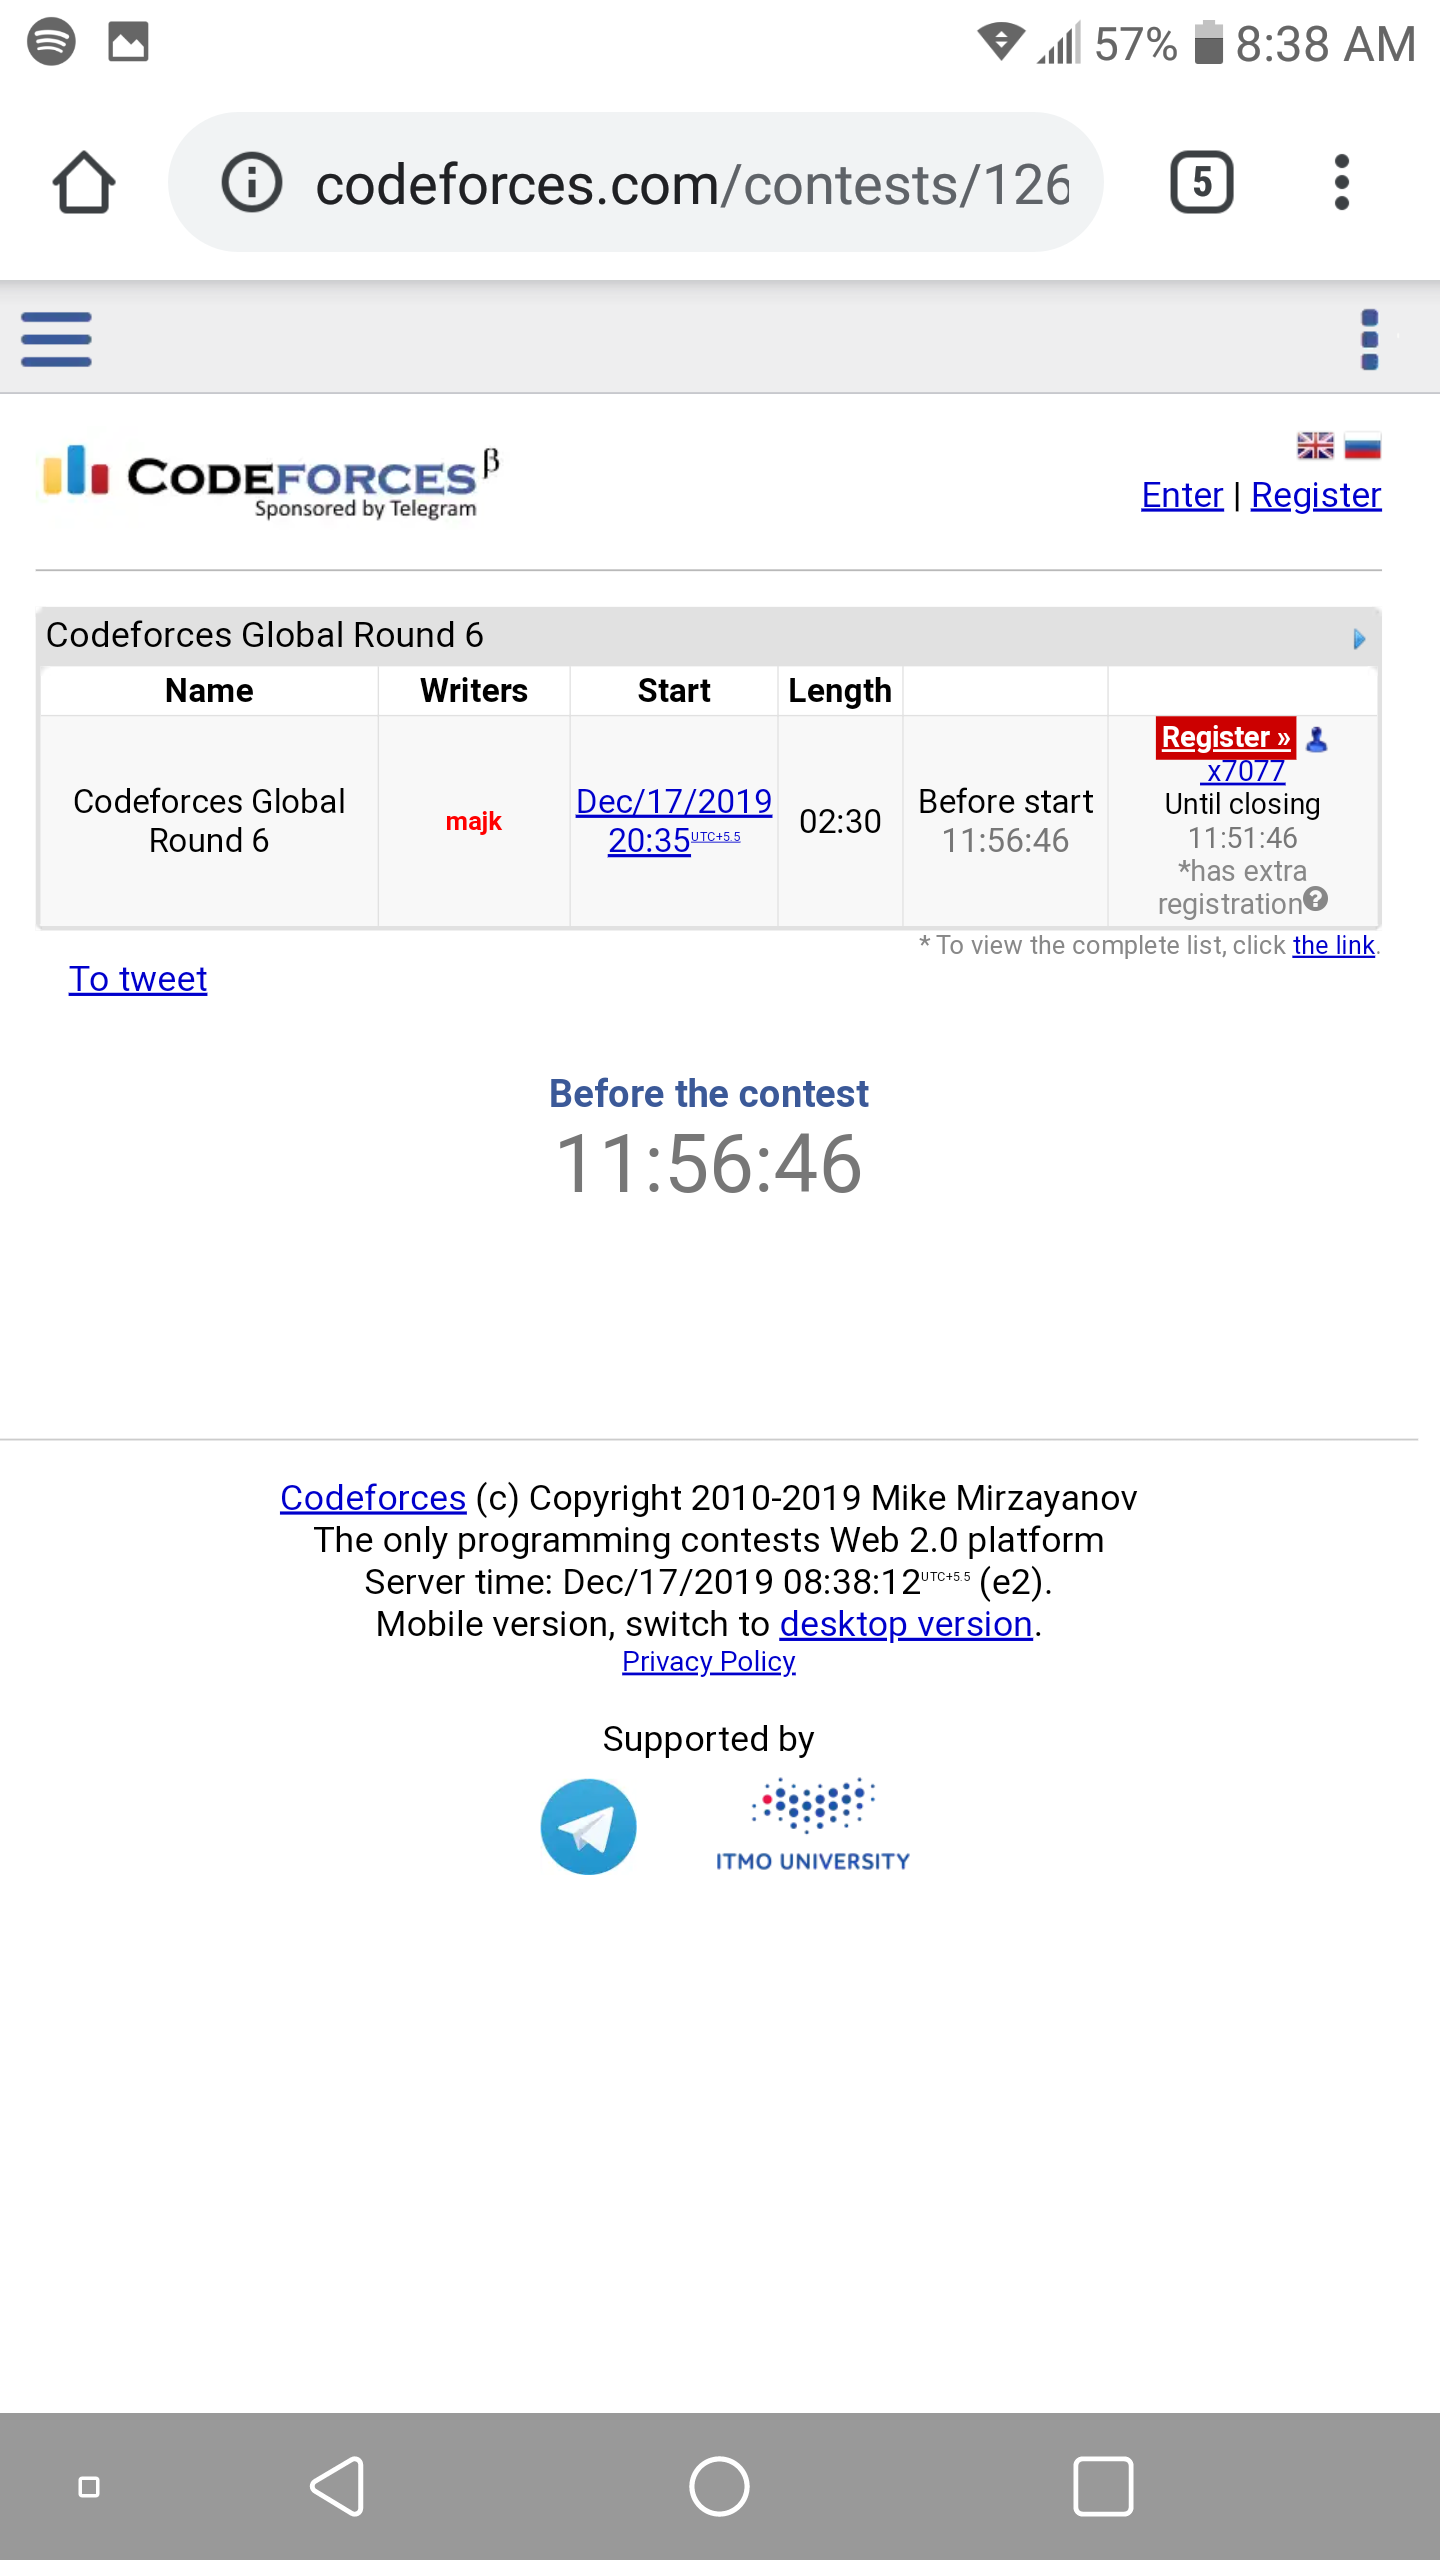 57% 8:38 AM
codeforces.com/contests/126
5
CODEFORCES β
Sponsored by Telegram
Enter | Register
Codeforces Global Round 6
Name Writers Start Length
Codeforces Global
Round 6
majk
Dec/17/2019
20:35UTC+5.5
02:30
Before start
11:56:46
Register »
x7077
Until closing
11:51:46
*has extra
registration?
* To view the complete list, click the link.
To tweet
Before the contest
11:56:46
Codeforces (c) Copyright 2010-2019 Mike Mirzayanov
The only programming contests Web 2.0 platform
Server time: Dec/17/2019 08:38:12UTC+5.5 (e2).
Mobile version, switch to desktop version.
Privacy Policy
Supported by
ITMO UNIVERSITY